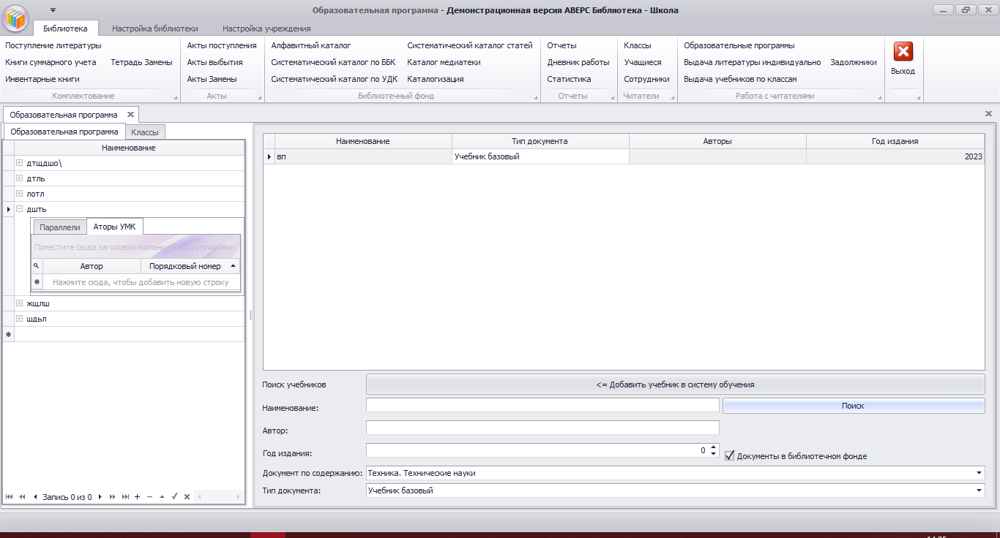 Образовательная программа - Демонстрационная версия АВЕРС Библиотека - Школа
Библиотека Настройка библиотеки Настройка учреждения
Поступление литературы
Книги суммарного учета Тетрадь Замены
Инвентарные книги
Комплектование
Акты поступления
Акты выбытия
Акты Замены
Акты
Алфавитный каталог Систематический каталог статей
Систематический каталог по ББК Каталог медиатеки
Систематический каталог по УДК Каталогизация
Библиотечный фонд
Отчеты
Дневник работы
Статистика
Отчеты
Классы
Учащиеся
Сотрудники
Читатели
Образовательные программы
Выдача литературы индивидуально Задолжники
Выдача учебников по классам
Работа с читателями
Выход
Образовательная программа
Образовательная программа Классы
Наименование
дтщдшо\
дтль
лотл
дшть
Параллели Аторы УМК
Поместите сюда заголовок колонки для группировки
Автор Порядковый номер
Нажмите сюда, чтобы добавить новую строку
жщлш
шдьл
Запись 0 из 0
Наименование Тип документа Авторы Год издания
вп Учебник базовый 2023
Поиск учебников <= Добавить учебник в систему обучения
Наименование: Поиск
Автор:
Год издания: 0 Документы в библиотечном фонде
Документ по содержанию: Техника. Технические науки
Тип документа: Учебник базовый